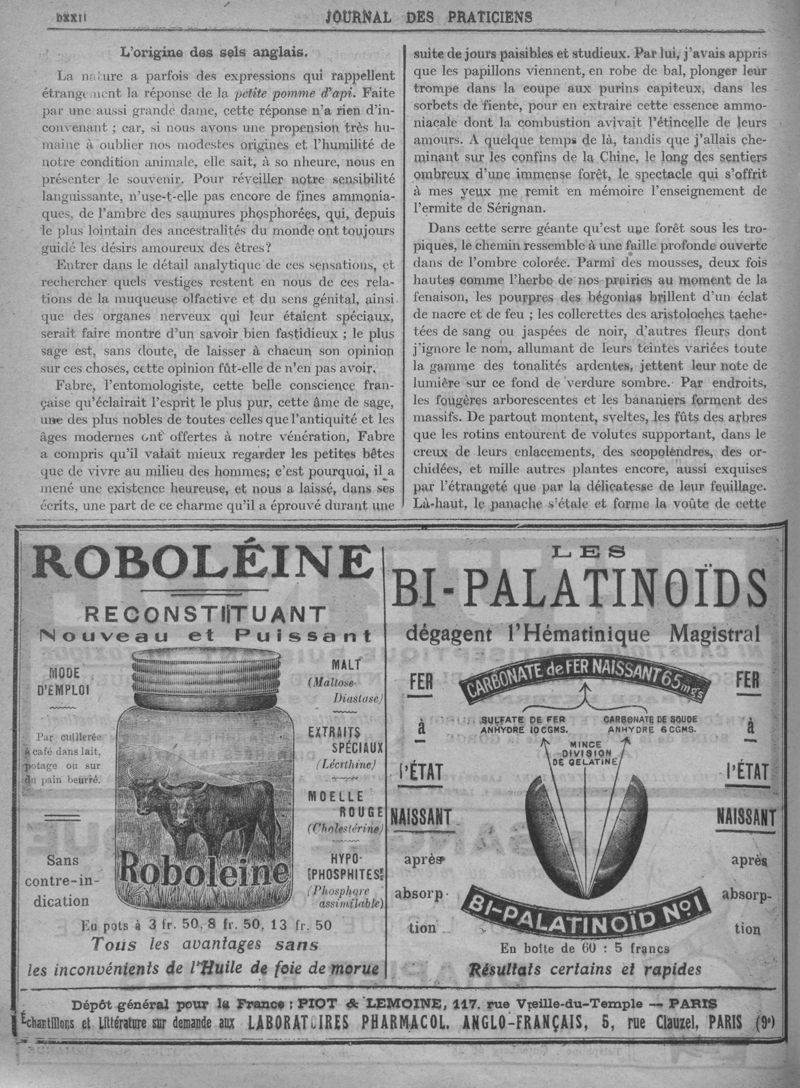 DXXII
JOURNAL DES PRATICIENS
L'origine des sels anglais.
La nature a parfois des expressions qui rappellent
étrangement la réponse de la petite pomme d'api. Faite
par une aussi grande dame, cette réponse n'a rien d'in-
convenant ; car, si nous avons une propension très hu-
maine à oublier nos modestes origines et l'humilité de
notre condition animale, elle sait, à so nheure, nous en
présenter le souvenir. Pour réveiller notre sensibilité
languissante, n'use-t-elle pas encore de fines ammonia-
ques, de l'ambre des saumures phosphorées, qui, depuis
le plus lointain des ancestralités du monde ont toujours
guidé les désirs amoureux des êtres?
Entrer dans le détail analytique de ces sensations, et
rechercher quels vestiges restent en nous de ces rela-
tions de la muqueuse olfactive et du sens génital, ainsi
que des organes nerveux qui leur étaient spéciaux,
serait faire montre d'un savoir bien fastidieux ; le plus
sage est, sans doute, de laisser à chacun son opinion
sur ces choses, cette opinion fût-elle de n'en pas avoir.
Fabre, l'entomologiste, cette belle conscience fran-
çaise qu'éclairait l'esprit le plus pur, cette âme de sage,
une des plus nobles de toutes celles que l'antiquité et les
âges modernes ont offertes à notre vénération, Fabre
a compris qu'il valait mieux regarder les petites bêtes
que de vivre au milieu des hommes; c'est pourquoi, il a
mené une existence heureuse, et nous a laissé, dans ses
écrits, une part de ce charme qu'il a éprouvé durant une
suite de jours paisibles et studieux. Par lui, j'avais appris
que les papillons viennent, en robe de bal, plonger leur
trompe dans la coupe aux purins capiteux, dans les
sorbets de fiente, pour en extraire cette essence ammo-
niacale dont la combustion avivait l'étincelle de leurs
amours. A quelque temps de là, tandis que j'allais che-
minant sur les confins de la Chine, le long des sentiers
ombreux d'une immense forêt, le spectacle qui s'offrit
à mes yeux me remit en mémoire l'enseignement de
l'ermite de Sérignan.
Dans cette serre géante qu'est une forêt sous les tro-
piques, le chemin ressemble à une faille profonde ouverte
dans de l'ombre colorée. Parmi des mousses, deux fois
hautes comme l'herbe de nos prairies au moment de la
fenaison, les pourpres des bégonias brillent d'un éclat
de nacre et de feu ; les collerettes des aristoloches tache-
tées de sang ou jaspées de noir, d'autres fleurs dont
j'ignore le nom, allumant de leurs teintes variées toute
la gamme des tonalités ardentes, jettent leur note de
lumière sur ce fond de verdure sombre. Par endroits,
les fougères arborescentes et les bananiers forment des
massifs. De partout montent, sveltes, les fûts des arbres
que les rotins entourent de volutes supportant, dans le
creux de leurs enlacements, des scopolendres, des or-
chidées, et mille autres plantes encore, aussi exquises
par l'étrangeté que par la délicatesse de leur feuillage.
Là-haut, le panache s'étale et forme la voûte de cette
ROBOLÉINE
RECONSTITUANT
Nouveau et Puissant
MODE
D'EMPLOI
Par cuillerée
à café dans lait,
potage ou sur
du pain beurré.
Sans
contre-in-
dication
Roboleine
MALT
(Maltose-
Diastase)
EXTRAITS
SPÉCIAUX
(Lécithine)
MOELLE
ROUGE
(Cholestérine)
HYPO-
PHOSPHITES
(Phosphore
assimilable)
En pots à 3 fr. 50, 8 fr. 50, 13 fr. 50
Tous les avantages sans
les inconvénients de l'Huile de foie de morue
LES
BI-PALATINOÏDS
dégagent l'Hématinique Magistral
FER
à
l'ÉTAT
NAISSANT
après
absorp-
tion
CARBONATE de FER NAISSANT 65 mgrs
SULFATE DE FER
ANHYDRE 10 CGMS.
CARBONATE DE SOUDE
ANHYDRE 6 CGMS.
MINCE
DIVISION
DE GELATINE
BI-PALATINOÏD No 1
FER
à
l'ÉTAT
NAISSANT
après
absorp-
tion
En boite de 60 : 5 francs
Résultats certains et rapides
Dépôt général pour la France : PIOT & LEMOINE, 117. rue Vreille-du-Temple — PARIS
Échantillons et Littérature sur demande aux LABORATOIRES PHARMACOL. ANGLO-FRANÇAIS, 5, rue Clauzel, PARIS (9e)